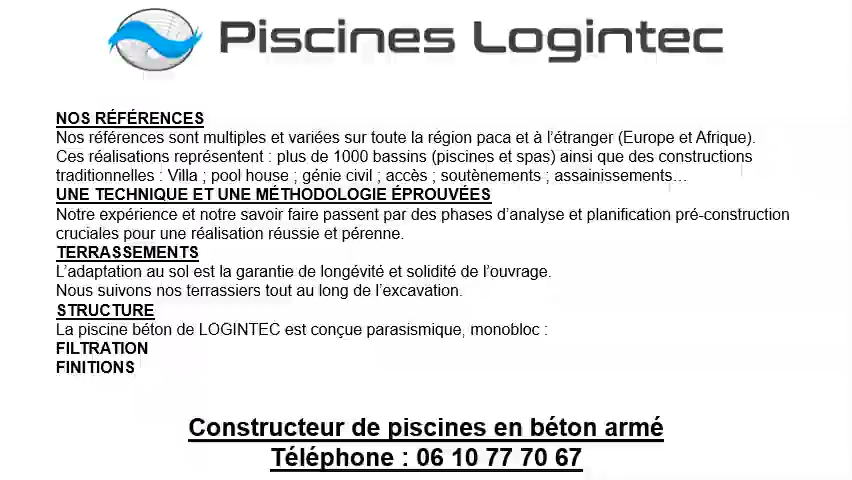 Piscines Logintec
NOS RÉFÉRENCES
Nos références sont multiples et variées sur toute la région paca et à l’étranger (Europe et Afrique).
Ces réalisations représentent : plus de 1000 bassins (piscines et spas) ainsi que des constructions
traditionnelles : Villa ; pool house ; génie civil ; accès ; soutènements ; assainissements…
UNE TECHNIQUE ET UNE MÉTHODOLOGIE ÉPROUVÉES
Notre expérience et notre savoir faire passent par des phases d’analyse et planification pré-construction
cruciales pour une réalisation réussie et pérenne.
TERRASSEMENTS
L’adaptation au sol est la garantie de longévité et solidité de l’ouvrage.
Nous suivons nos terrassiers tout au long de l’excavation.
STRUCTURE
La piscine béton de LOGINTEC est conçue parasismique, monobloc :
FILTRATION
FINITIONS
Constructeur de piscines en béton armé
Téléphone : 06 10 77 70 67